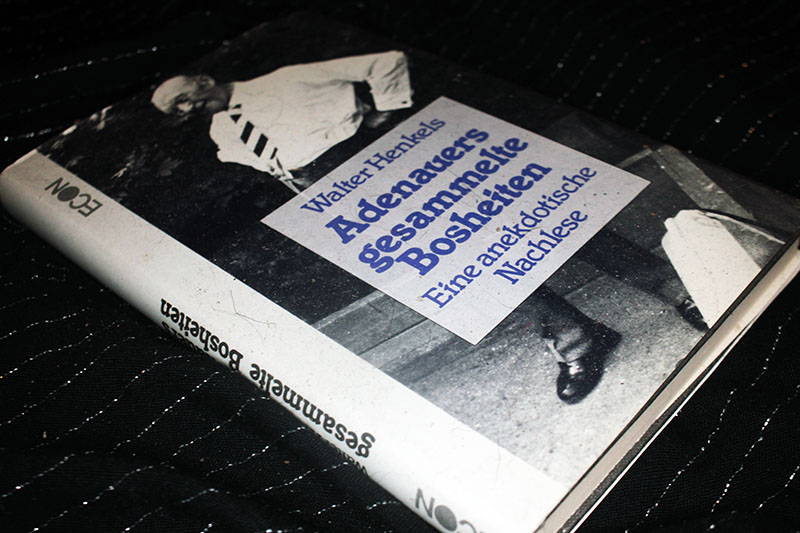 Walter Henkels
Adenauers
gesammelte
Bosheiten
Eine anekdotische
Nachlese
ECON
gesammelte Bosheiten
ECON